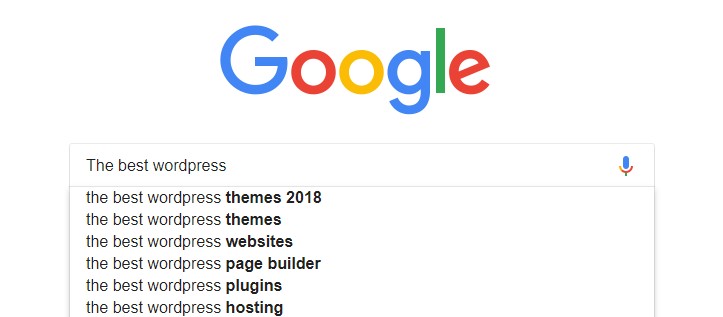 Google
The best wordpress
the best wordpress themes 2018
the best wordpress themes
the best wordpress websites
the best wordpress page builder
the best wordpress plugins
the best wordpress hosting